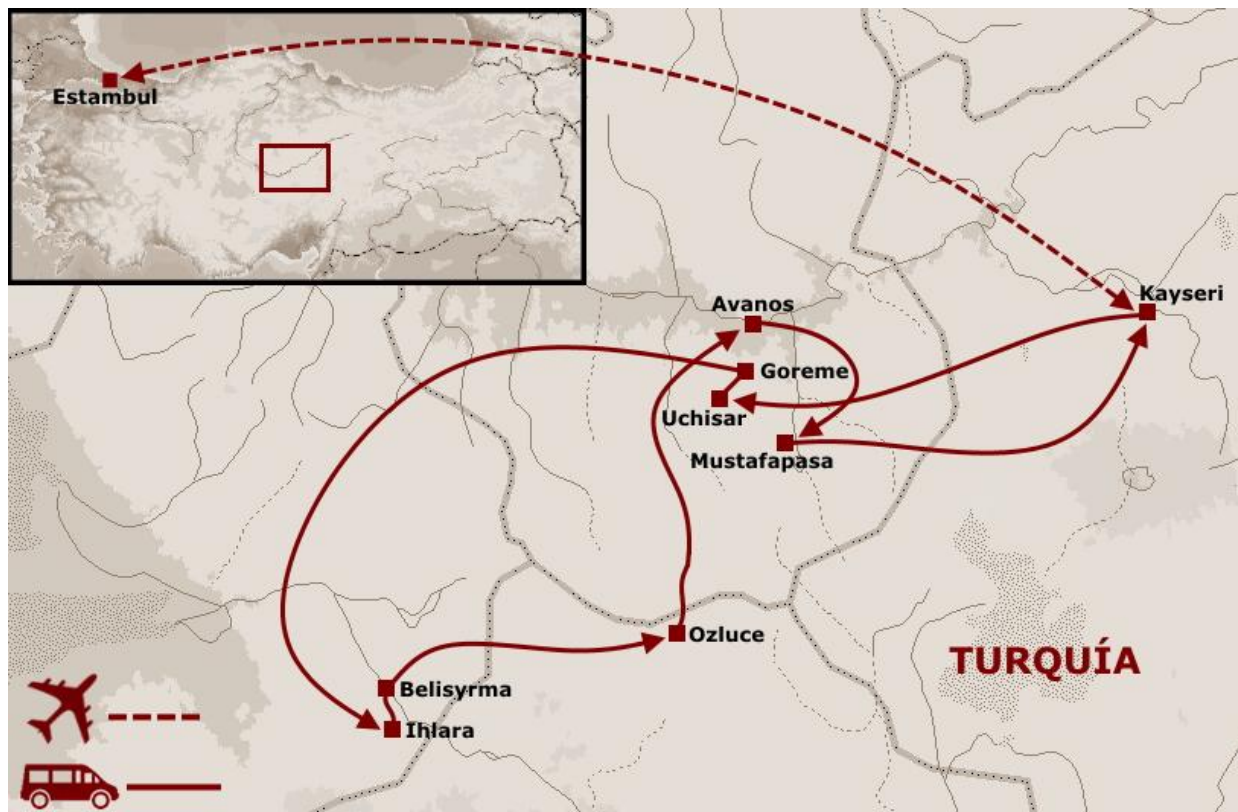 Estambul
Kayseri
Avanos
Goreme
Uchisar
Mustafapasa
Ozluce
TURQUÍA
Belisyrma
Ihlara